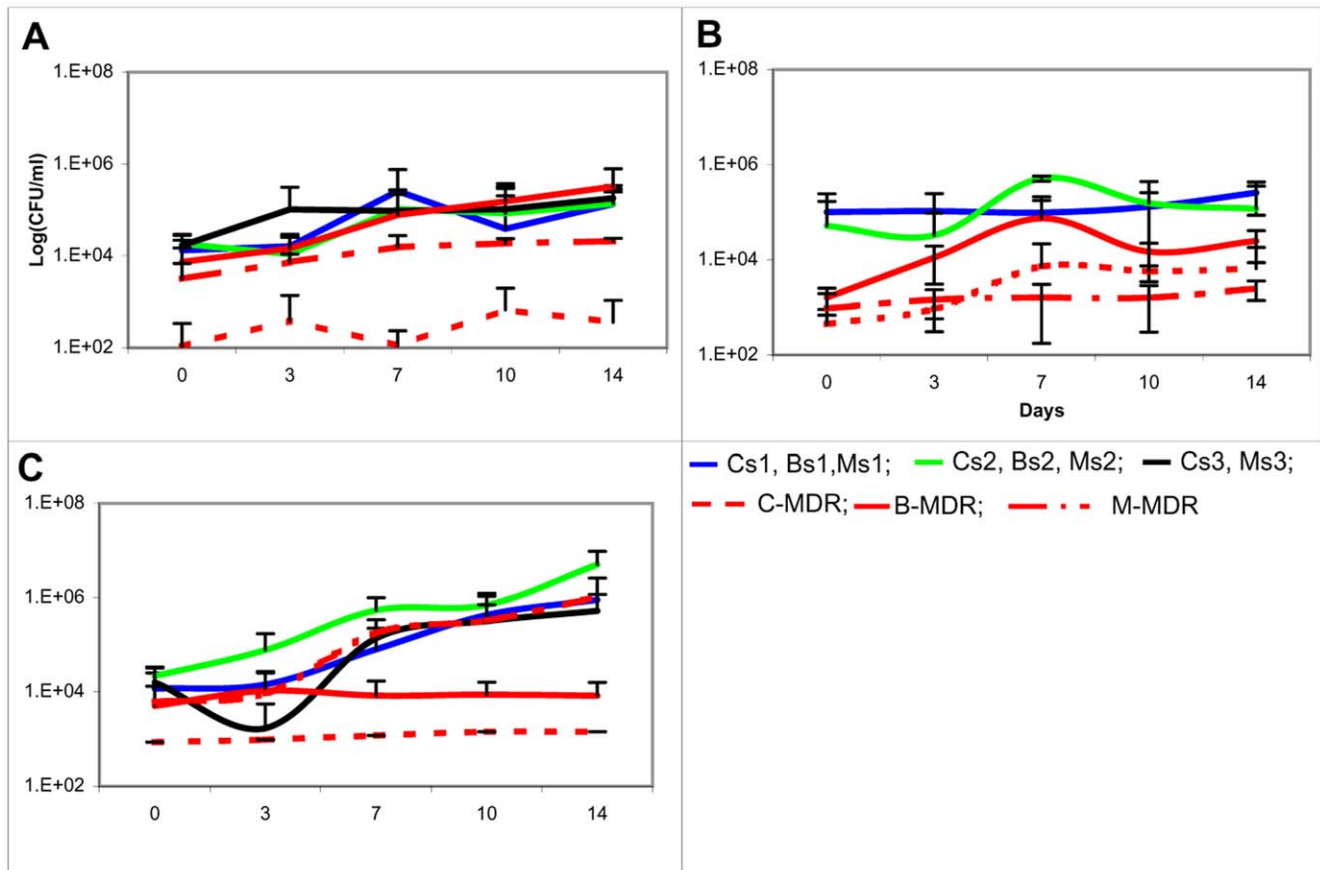 A
1.E+08
1.E+06
1.E+04
1.E+02
Log(CFU/ml)
0 3 7 10 14
B
1.E+08
1.E+06
1.E+04
1.E+02
0 3 7 10 14
Days
C
1.E+08
1.E+06
1.E+04
1.E+02
0 3 7 10 14
Cs1, Bs1,Ms1; Cs2, Bs2, Ms2; Cs3, Ms3;
C-MDR; B-MDR; M-MDR